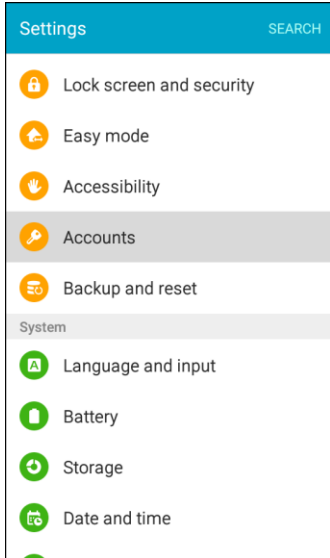 Settings SEARCH
Lock screen and security
Easy mode
Accessibility
Accounts
Backup and reset
System
A Language and input
Battery
Storage
Date and time